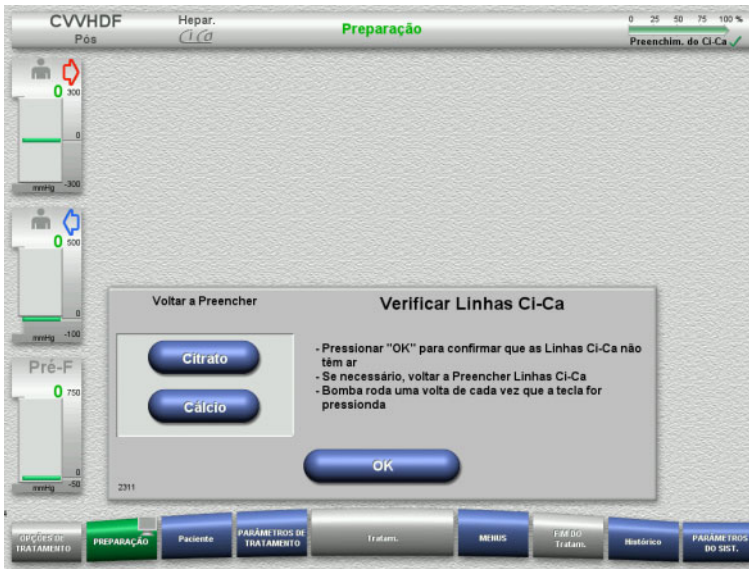 CVVHDF
Pós
Hepar.
Ci Ca
Preparação
0 25 50 75 100 %
Preenchim. do Ci-Ca
0
300
0
-300
mmHg
0
500
0
-100
mmHg
Pré-F
0
750
0
-50
mmHg
Voltar a Preencher
Citrato
Cálcio
2311
Verificar Linhas Ci-Ca
- Pressionar "OK" para confirmar que as Linhas Ci-Ca não
têm ar
- Se necessário, voltar a Preencher Linhas Ci-Ca
- Bomba roda uma volta de cada vez que a tecla for
pressionda
OK
OPÇÕES DE
TRATAMENTO
PREPARAÇÃO
Paciente
PARÂMETROS DE
TRATAMENTO
Tratam.
MENUS
FIM DO
Tratam.
Histórico
PARÂMETROS
DO SIST.